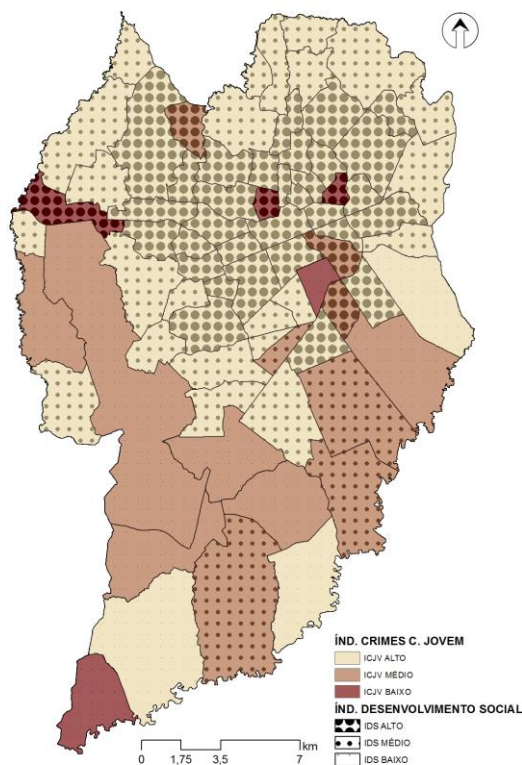 ÍND. CRIMES C. JOVEM
ICJV ALTO
ICJV MÉDIO
ICJV BAIXO
ÍND. DESENVOLVIMENTO SOCIAL
IDS ALTO
IDS MÉDIO
IDS BAIXO
km
0 1,75 3,5 7